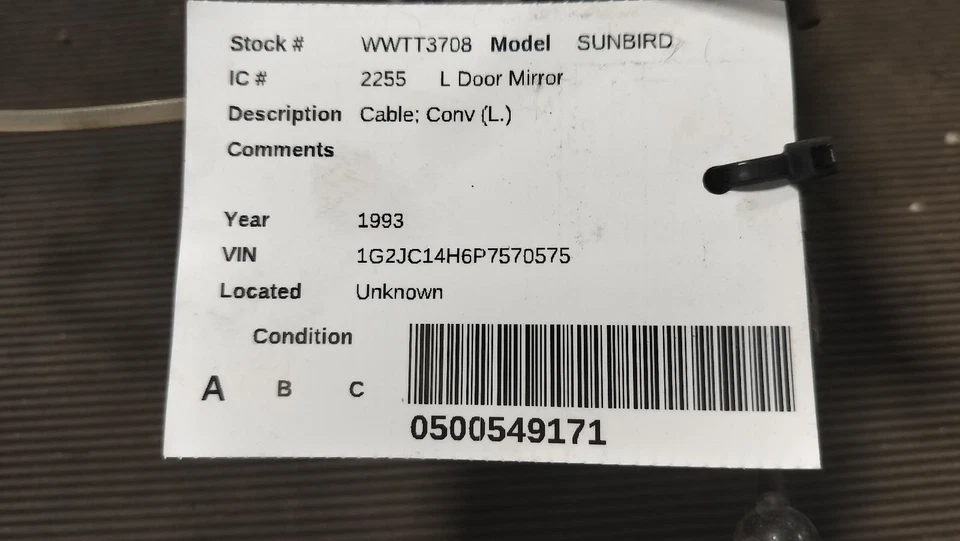 Stock # WWTT3708 Model SUNBIRD
IC # 2255 L Door Mirror
Description Cable; Conv (L.)
Comments
Year 1993
VIN 1G2JC14H6P7570575
Located Unknown
Condition
A B C
0500549171